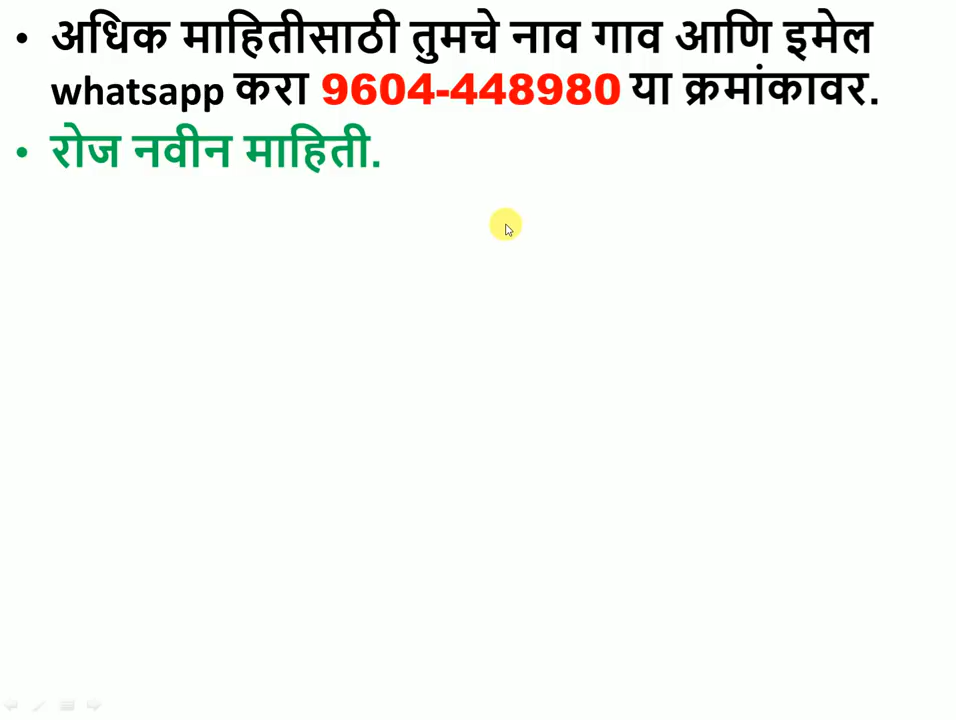 • अधिक माहितीसाठी तुमचे नाव गाव आणि इमेल
whatsapp करा 9604-448980 या क्रमांकावर.
• रोज नवीन माहिती.